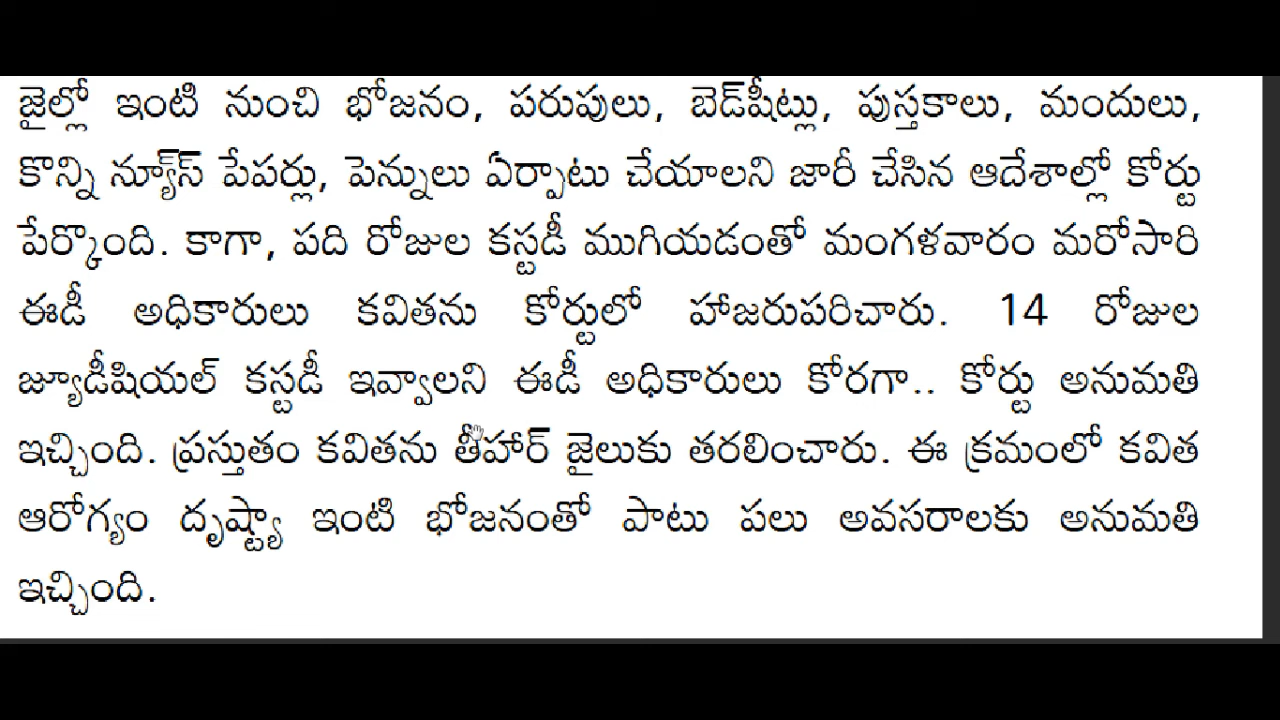 జైల్లో ఇంటి నుంచి భోజనం, పరుపులు, బెడ్‌షీట్లు, పుస్తకాలు, మందులు,
కొన్ని న్యూస్ పేపర్లు, పెన్నులు ఏర్పాటు చేయాలని జారీ చేసిన ఆదేశాల్లో కోర్టు
పేర్కొంది. కాగా, పది రోజుల కస్టడీ ముగియడంతో మంగళవారం మరోసారి
ఈడీ అధికారులు కవితను కోర్టులో హాజరుపరిచారు. 14 రోజుల
జ్యూడీషియల్ కస్టడీ ఇవ్వాలని ఈడీ అధికారులు కోరగా.. కోర్టు అనుమతి
ఇచ్చింది. ప్రస్తుతం కవితను తీహార్ జైలుకు తరలించారు. ఈ క్రమంలో కవిత
ఆరోగ్యం దృష్ట్యా ఇంటి భోజనంతో పాటు పలు అవసరాలకు అనుమతి
ఇచ్చింది.